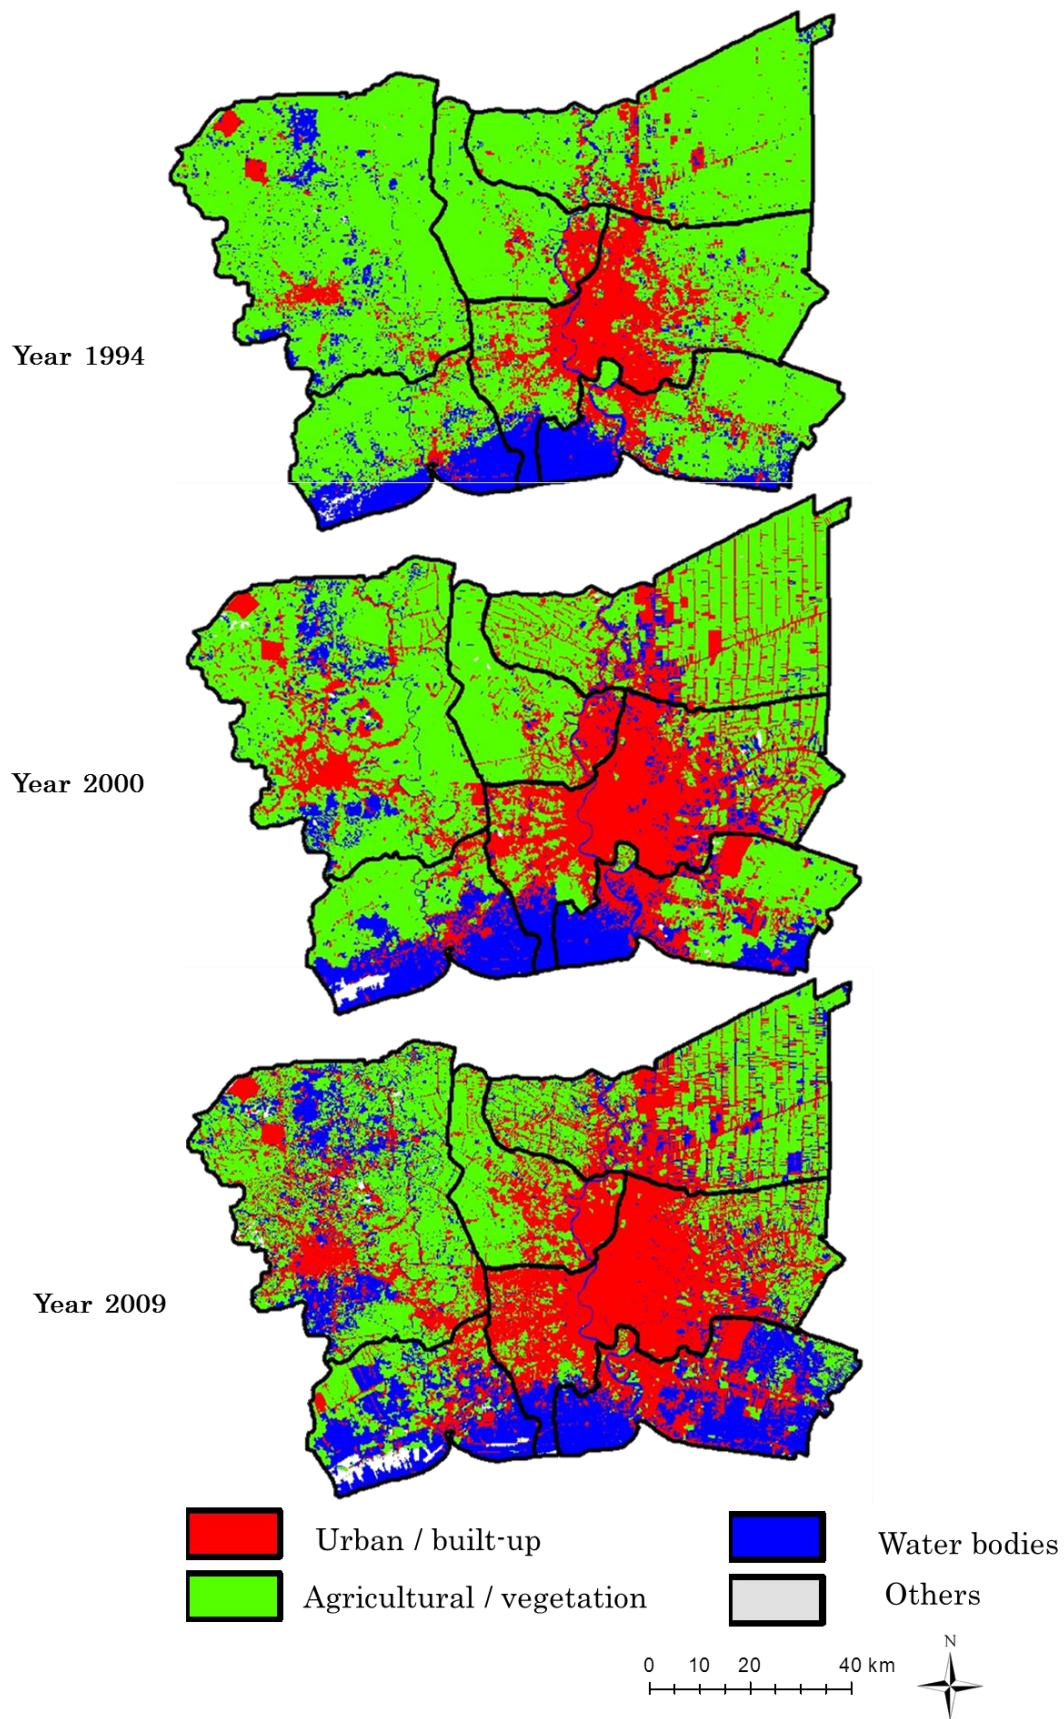 Year 1994
Year 2000
Year 2009
Urban / built-up
Water bodies
Agricultural / vegetation
Others
N
0 10 20 40 km